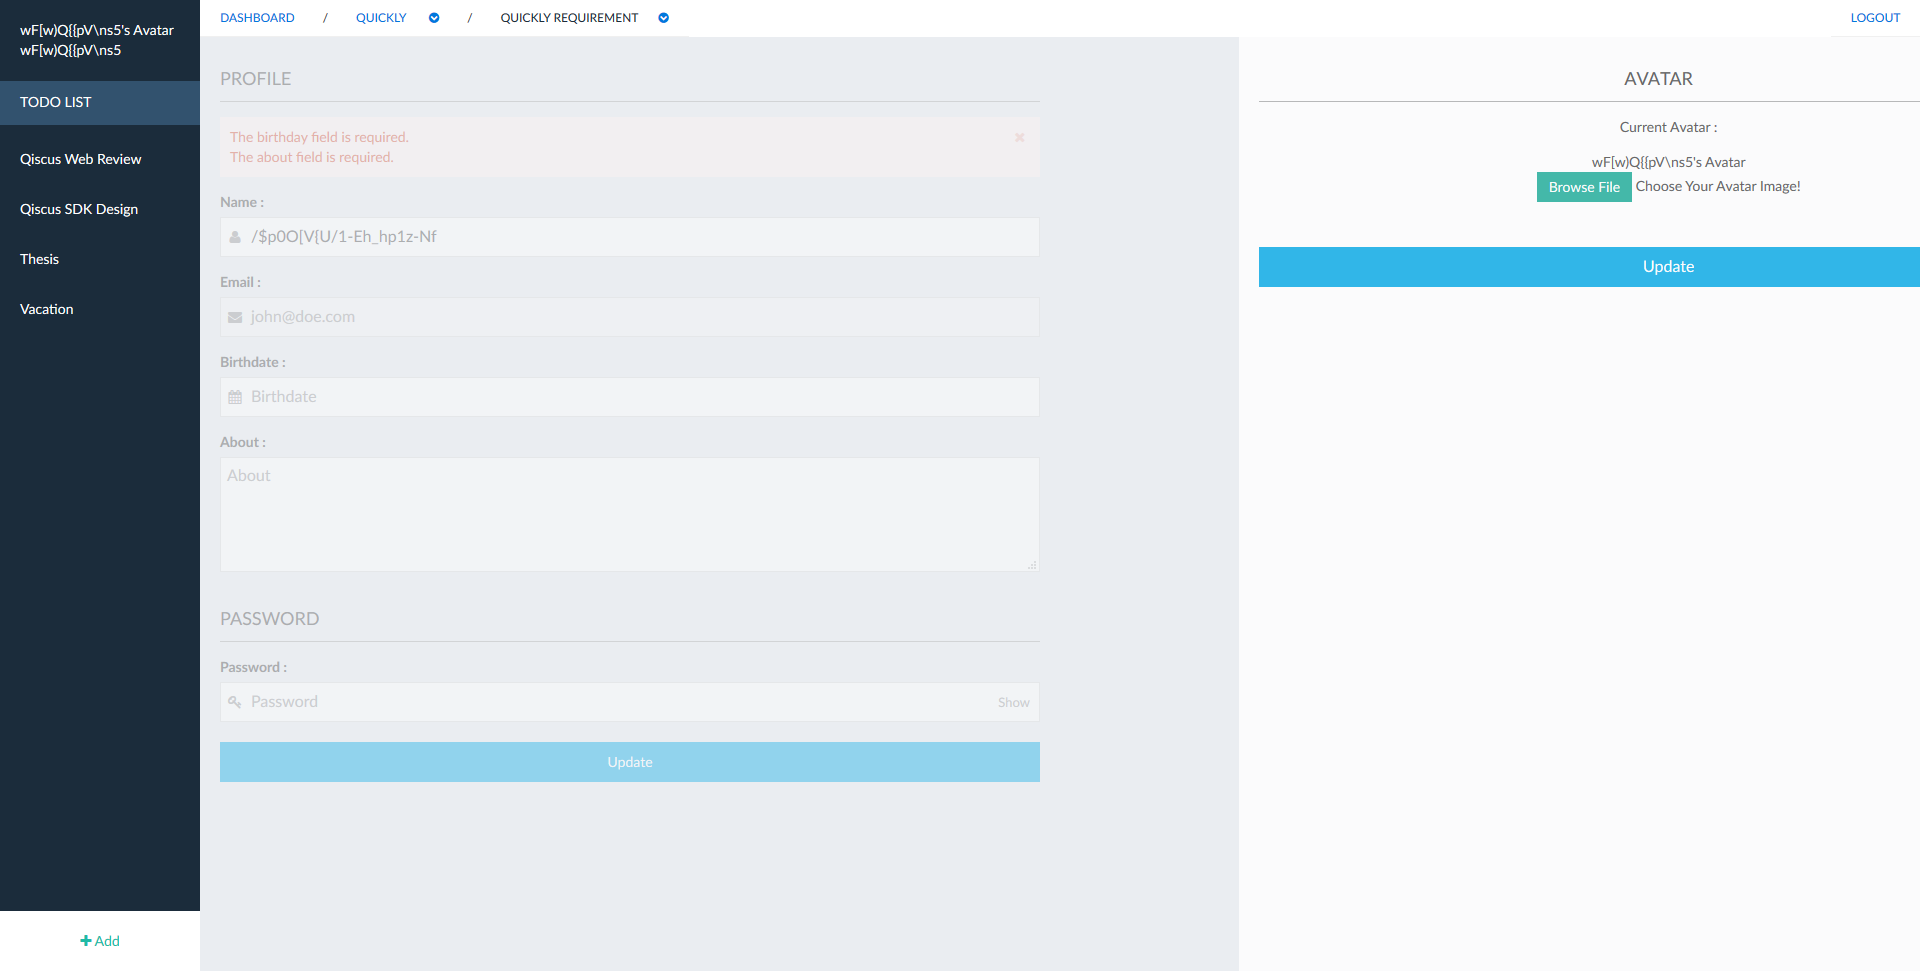 wF[w)Q{{pV\ns5's Avatar
wF[w)Q{{pV\ns5
TODO LIST
Qiscus Web Review
Qiscus SDK Design
Thesis
Vacation
+ Add
DASHBOARD / QUICKLY / QUICKLY REQUIREMENT
LOGOUT
PROFILE
The birthday field is required.
The about field is required.
Name :
/$p0O[V{U/1-Eh_hp1z-Nf
Email :
john@doe.com
Birthdate :
Birthdate
About :
About
PASSWORD
Password :
Password
Show
Update
AVATAR
Current Avatar :
wF[w)Q{{pV\ns5's Avatar
Browse File Choose Your Avatar Image!
Update